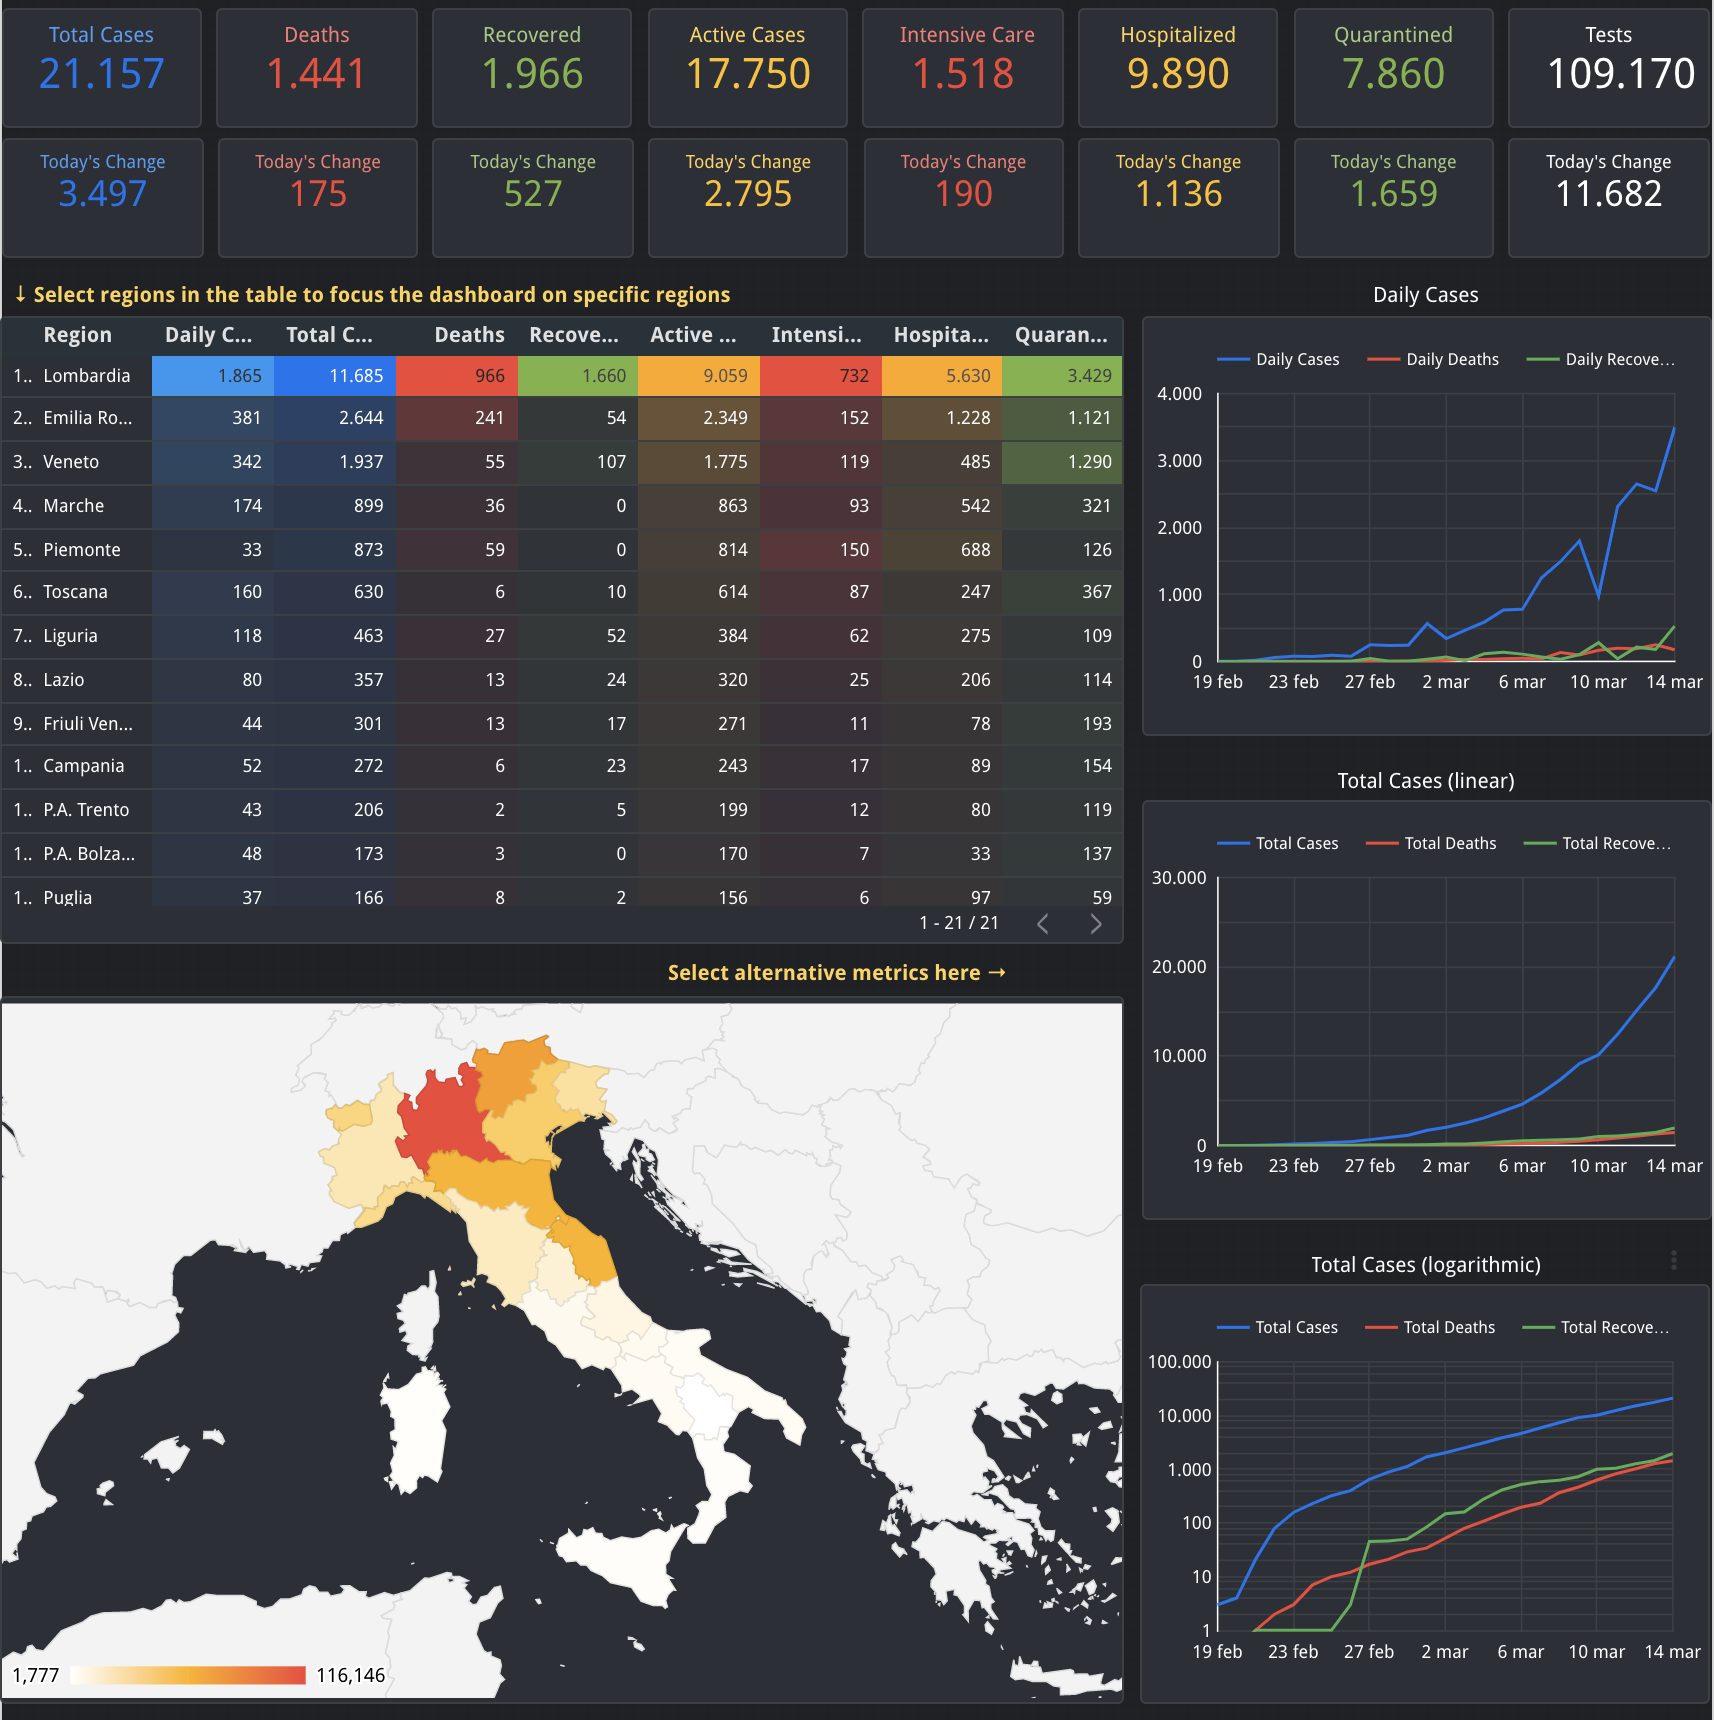 Total Cases Deaths Recovered Active Cases Intensive Care Hospitalized Quarantined Tests
21.157 1.441 1.966 17.750 1.518 9.890 7.860 109.170
Today's Change Today's Change Today's Change Today's Change Today's Change Today's Change Today's Change Today's Change
3.497 175 527 2.795 190 1.136 1.659 11.682
↓ Select regions in the table to focus the dashboard on specific regions
Region Daily C... Total C... Deaths Recove... Active ... Intensi... Hospita... Quaran...
1.. Lombardia 1.865 11.685 966 1.660 9.059 732 5.630 3.429
2.. Emilia Ro... 381 2.644 241 54 2.349 152 1.228 1.121
3.. Veneto 342 1.937 55 107 1.775 119 485 1.290
4.. Marche 174 899 36 0 863 93 542 321
5.. Piemonte 33 873 59 0 814 150 688 126
6.. Toscana 160 630 6 10 614 87 247 367
7.. Liguria 118 463 27 52 384 62 275 109
8.. Lazio 80 357 13 24 320 25 206 114
9.. Friuli Ven... 44 301 13 17 271 11 78 193
1.. Campania 52 272 6 23 243 17 89 154
1.. P.A. Trento 43 206 2 5 199 12 80 119
1.. P.A. Bolza... 48 173 3 0 170 7 33 137
1.. Puglia 37 166 8 2 156 6 97 59
1 - 21 / 21
Select alternative metrics here →
1,777 116,146
Daily Cases
Daily Cases Daily Deaths Daily Recove...
4.000
3.000
2.000
1.000
0
19 feb 23 feb 27 feb 2 mar 6 mar 10 mar 14 mar
Total Cases (linear)
Total Cases Total Deaths Total Recove...
30.000
20.000
10.000
0
19 feb 23 feb 27 feb 2 mar 6 mar 10 mar 14 mar
Total Cases (logarithmic)
Total Cases Total Deaths Total Recove...
100.000
10.000
1.000
100
10
1
19 feb 23 feb 27 feb 2 mar 6 mar 10 mar 14 mar